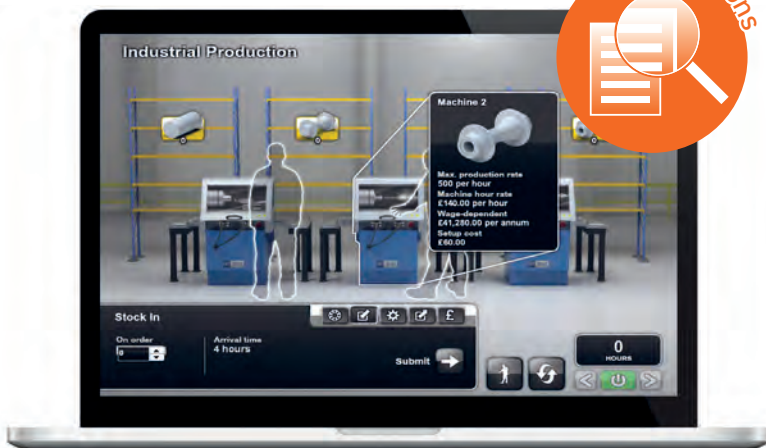 Industrial Production
Machine 2
Max. production rate
500 per hour
Machine hour rate
£140.00 per hour
Wage-dependent
£41,280.00 per annum
Setup cost
£60.00
Stock In
£
On order
0
Arrival time
4 hours
Submit
0
HOURS